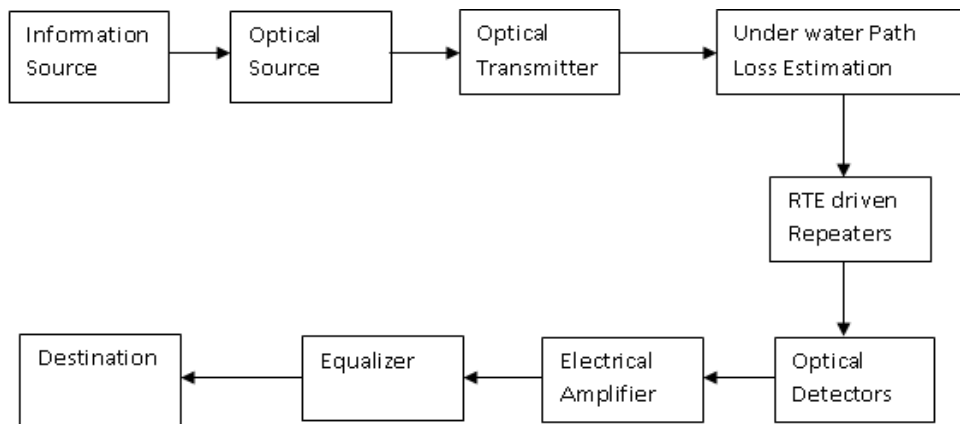 Information
Source
Optical
Source
Optical
Transmitter
Under water Path
Loss Estimation
RTE driven
Repeaters
Optical
Detectors
Electrical
Amplifier
Equalizer
Destination